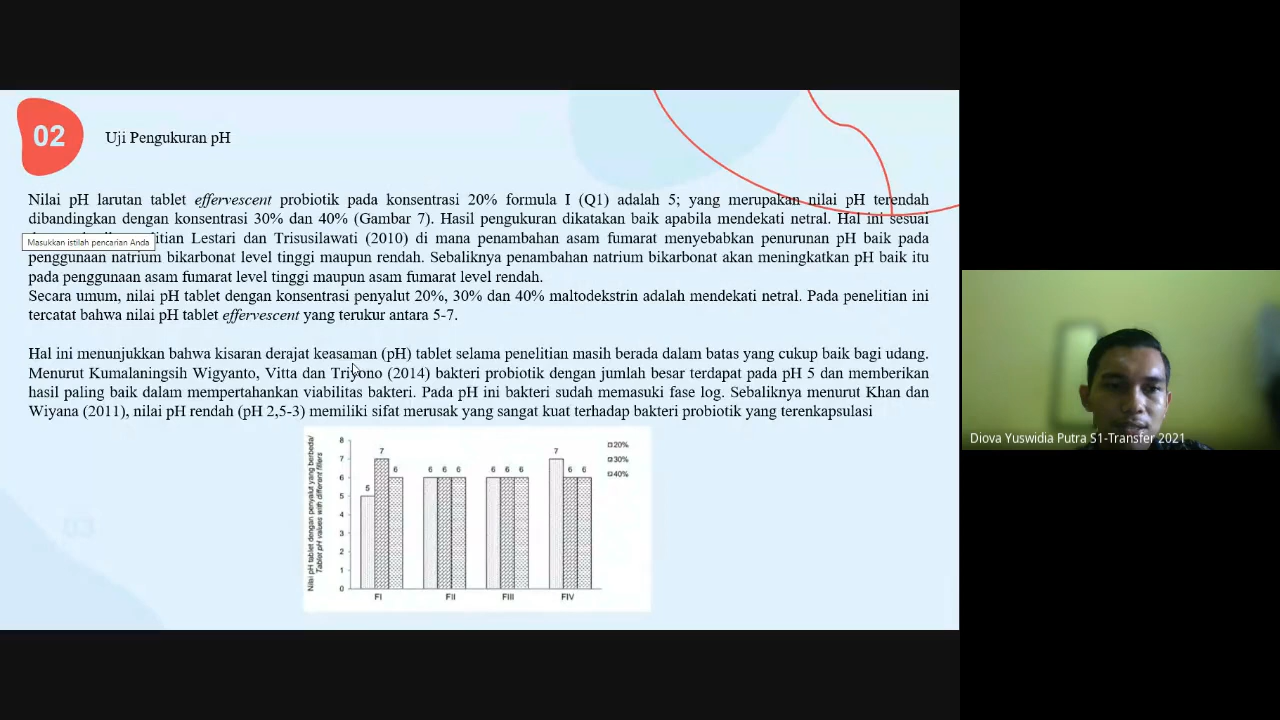 02
Uji Pengukuran pH
Nilai pH larutan tablet effervescent probiotik pada konsentrasi 20% formula I (Q1) adalah 5; yang merupakan nilai pH terendah
dibandingkan dengan konsentrasi 30% dan 40% (Gambar 7). Hasil pengukuran dikatakan baik apabila mendekati netral. Hal ini sesuai
Masukkan istilah pencarian Anda
Lestari dan Trisusilawati (2010) di mana penambahan asam fumarat menyebabkan penurunan pH baik pada
penggunaan natrium bikarbonat level tinggi maupun rendah. Sebaliknya penambahan natrium bikarbonat akan meningkatkan pH baik itu
pada penggunaan asam fumarat level tinggi maupun asam fumarat level rendah.
Secara umum, nilai pH tablet dengan konsentrasi penyalut 20%, 30% dan 40% maltodekstrin adalah mendekati netral. Pada penelitian ini
tercatat bahwa nilai pH tablet effervescent yang terukur antara 5-7.
Hal ini menunjukkan bahwa kisaran derajat keasaman (pH) tablet selama penelitian masih berada dalam batas yang cukup baik bagi udang.
Menurut Kumalaningsih Wigyanto, Vitta dan Triyono (2014) bakteri probiotik dengan jumlah besar terdapat pada pH 5 dan memberikan
hasil paling baik dalam mempertahankan viabilitas bakteri. Pada pH ini bakteri sudah memasuki fase log. Sebaliknya menurut Khan dan
Wiyana (2011), nilai pH rendah (pH 2,5-3) memiliki sifat merusak yang sangat kuat terhadap bakteri probiotik yang terenkapsulasi
Nilai pH tablet dengan penyalut yang berbeda/
Tablet pH values with different fillers
8
7
6
5
4
3
2
1
0
5 7 6
6 6 6
6 6 6
7 6 6
FI FII FIII FIV
20%
30%
40%
03
Diova Yuswidia Putra S1-Transfer 2021